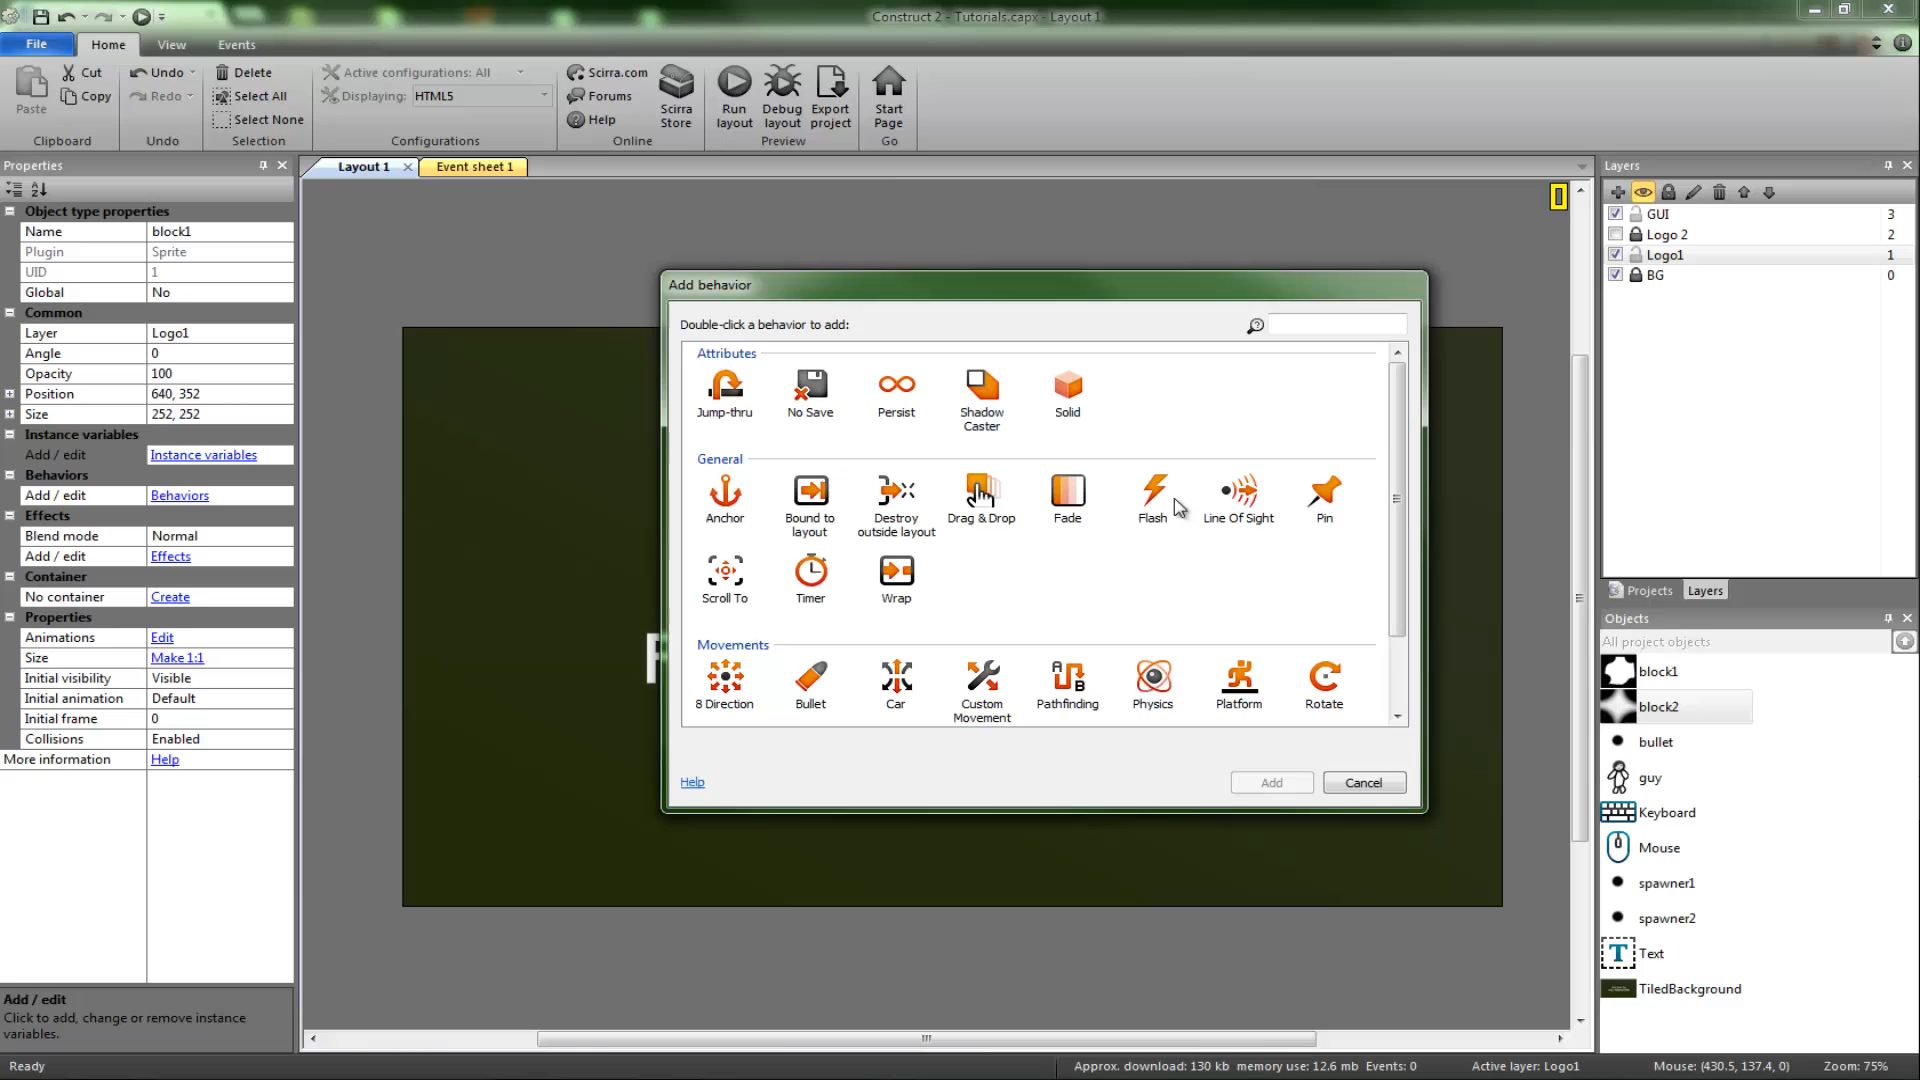 Construct 2 - Tutorials.capx - Layout 1
File
Home
View
Events
Paste
Cut
Copy
Clipboard
Undo
Redo
Undo
Delete
Select All
Select None
Selection
Active configurations: All
Displaying:
HTML5
Configurations
Scirra.com
Forums
Help
Scirra Store
Online
Run layout
Debug layout
Export project
Preview
Start Page
Go
Properties
Object type properties
Name block1
Plugin Sprite
UID 1
Global No
Common
Layer Logo1
Angle 0
Opacity 100
Position 640, 352
Size 252, 252
Instance variables
Add / edit Instance variables
Behaviors
Add / edit Behaviors
Effects
Blend mode Normal
Add / edit Effects
Container
No container Create
Properties
Animations Edit
Size Make 1:1
Initial visibility Visible
Initial animation Default
Initial frame 0
Collisions Enabled
More information Help
Add / edit
Click to add, change or remove instance
variables.
Layout 1
Event sheet 1
Add behavior
Double-click a behavior to add:
Attributes
Jump-thru
No Save
Persist
Shadow
Caster
Solid
General
Anchor
Bound to
layout
Destroy
outside layout
Drag & Drop
Fade
Flash
Line Of Sight
Pin
Scroll To
Timer
Wrap
Movements
8 Direction
Bullet
Car
Custom
Movement
Pathfinding
Physics
Platform
Rotate
Help
Add
Cancel
Layers
GUI 3
Logo 2 2
Logo1 1
BG 0
Projects
Layers
Objects
All project objects
block1
block2
bullet
guy
Keyboard
Mouse
spawner1
spawner2
Text
TiledBackground
Ready
Approx. download: 130 kb memory use: 12.6 mb Events: 0
Active layer: Logo1
Mouse: (430.5, 137.4, 0)
Zoom: 75%